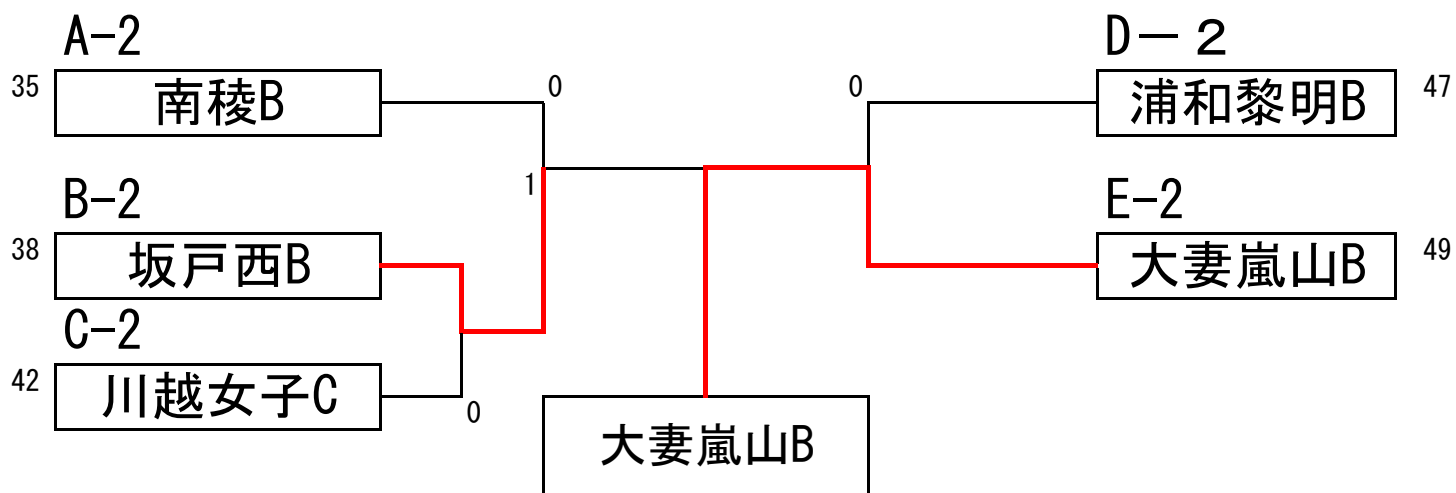 A-2
35
南稜B
0
B-2
38
坂戸西B
1
C-2
42
川越女子C
0
D－２
0
浦和黎明B
47
E-2
大妻嵐山B
49
大妻嵐山B